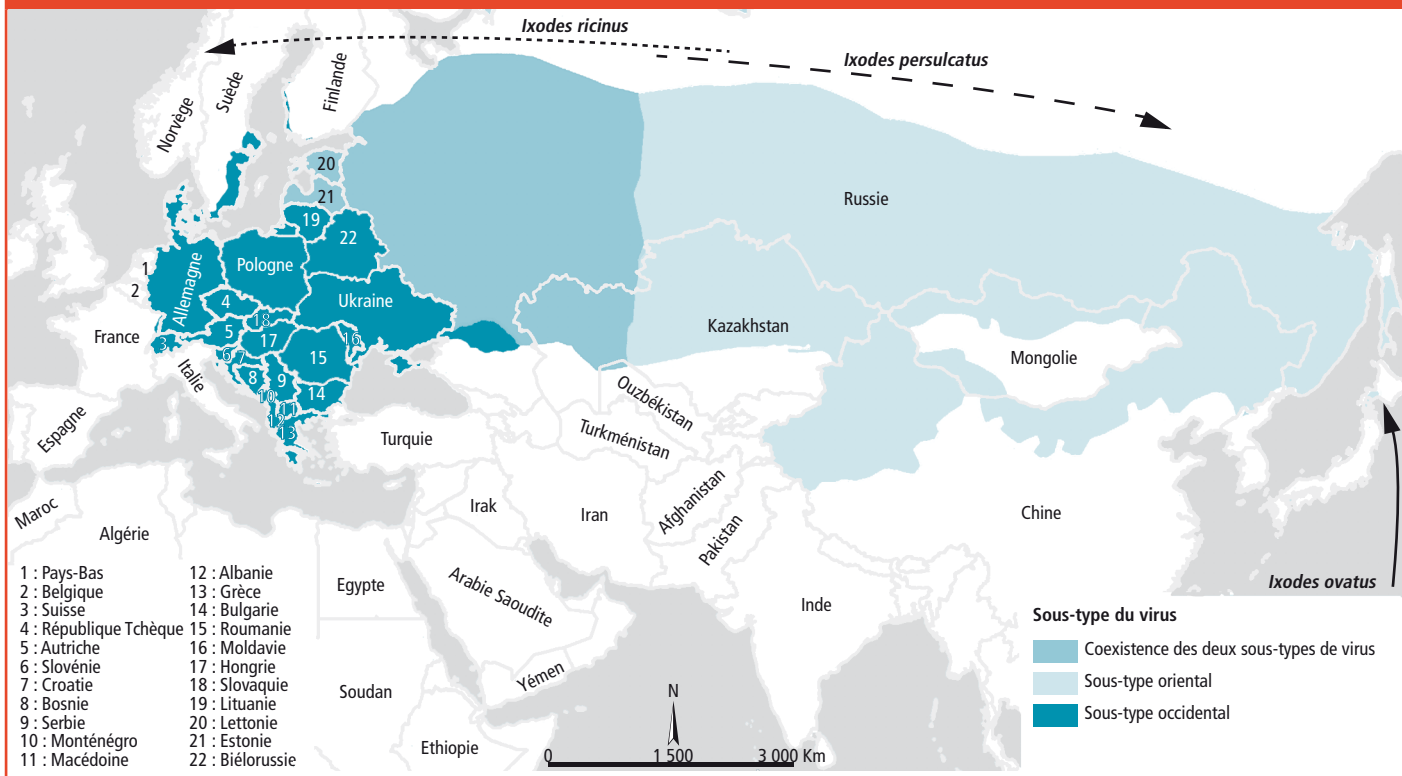 Ixodes ricinus
Ixodes persulcatus
Norvège
Suède
Finlande
20
21
19
22
Russie
1
2
Allemagne
Pologne
Ukraine
4
18
5
17
16
15
France
3
6
7
8
9
10
14
11
12
13
Italie
Espagne
Kazakhstan
Mongolie
Ouzbékistan
Turkménistan
Turquie
Maroc
Algérie
Irak
Iran
Afghanistan
Pakistan
Chine
Egypte
Arabie Saoudite
Inde
Ixodes ovatus
Yémen
Soudan
Ethiopie
1 : Pays-Bas
2 : Belgique
3 : Suisse
4 : République Tchèque
5 : Autriche
6 : Slovénie
7 : Croatie
8 : Bosnie
9 : Serbie
10 : Monténégro
11 : Macédoine
12 : Albanie
13 : Grèce
14 : Bulgarie
15 : Roumanie
16 : Moldavie
17 : Hongrie
18 : Slovaquie
19 : Lituanie
20 : Lettonie
21 : Estonie
22 : Biélorussie
N
0 1 500 3 000 Km
Sous-type du virus
Coexistence des deux sous-types de virus
Sous-type oriental
Sous-type occidental